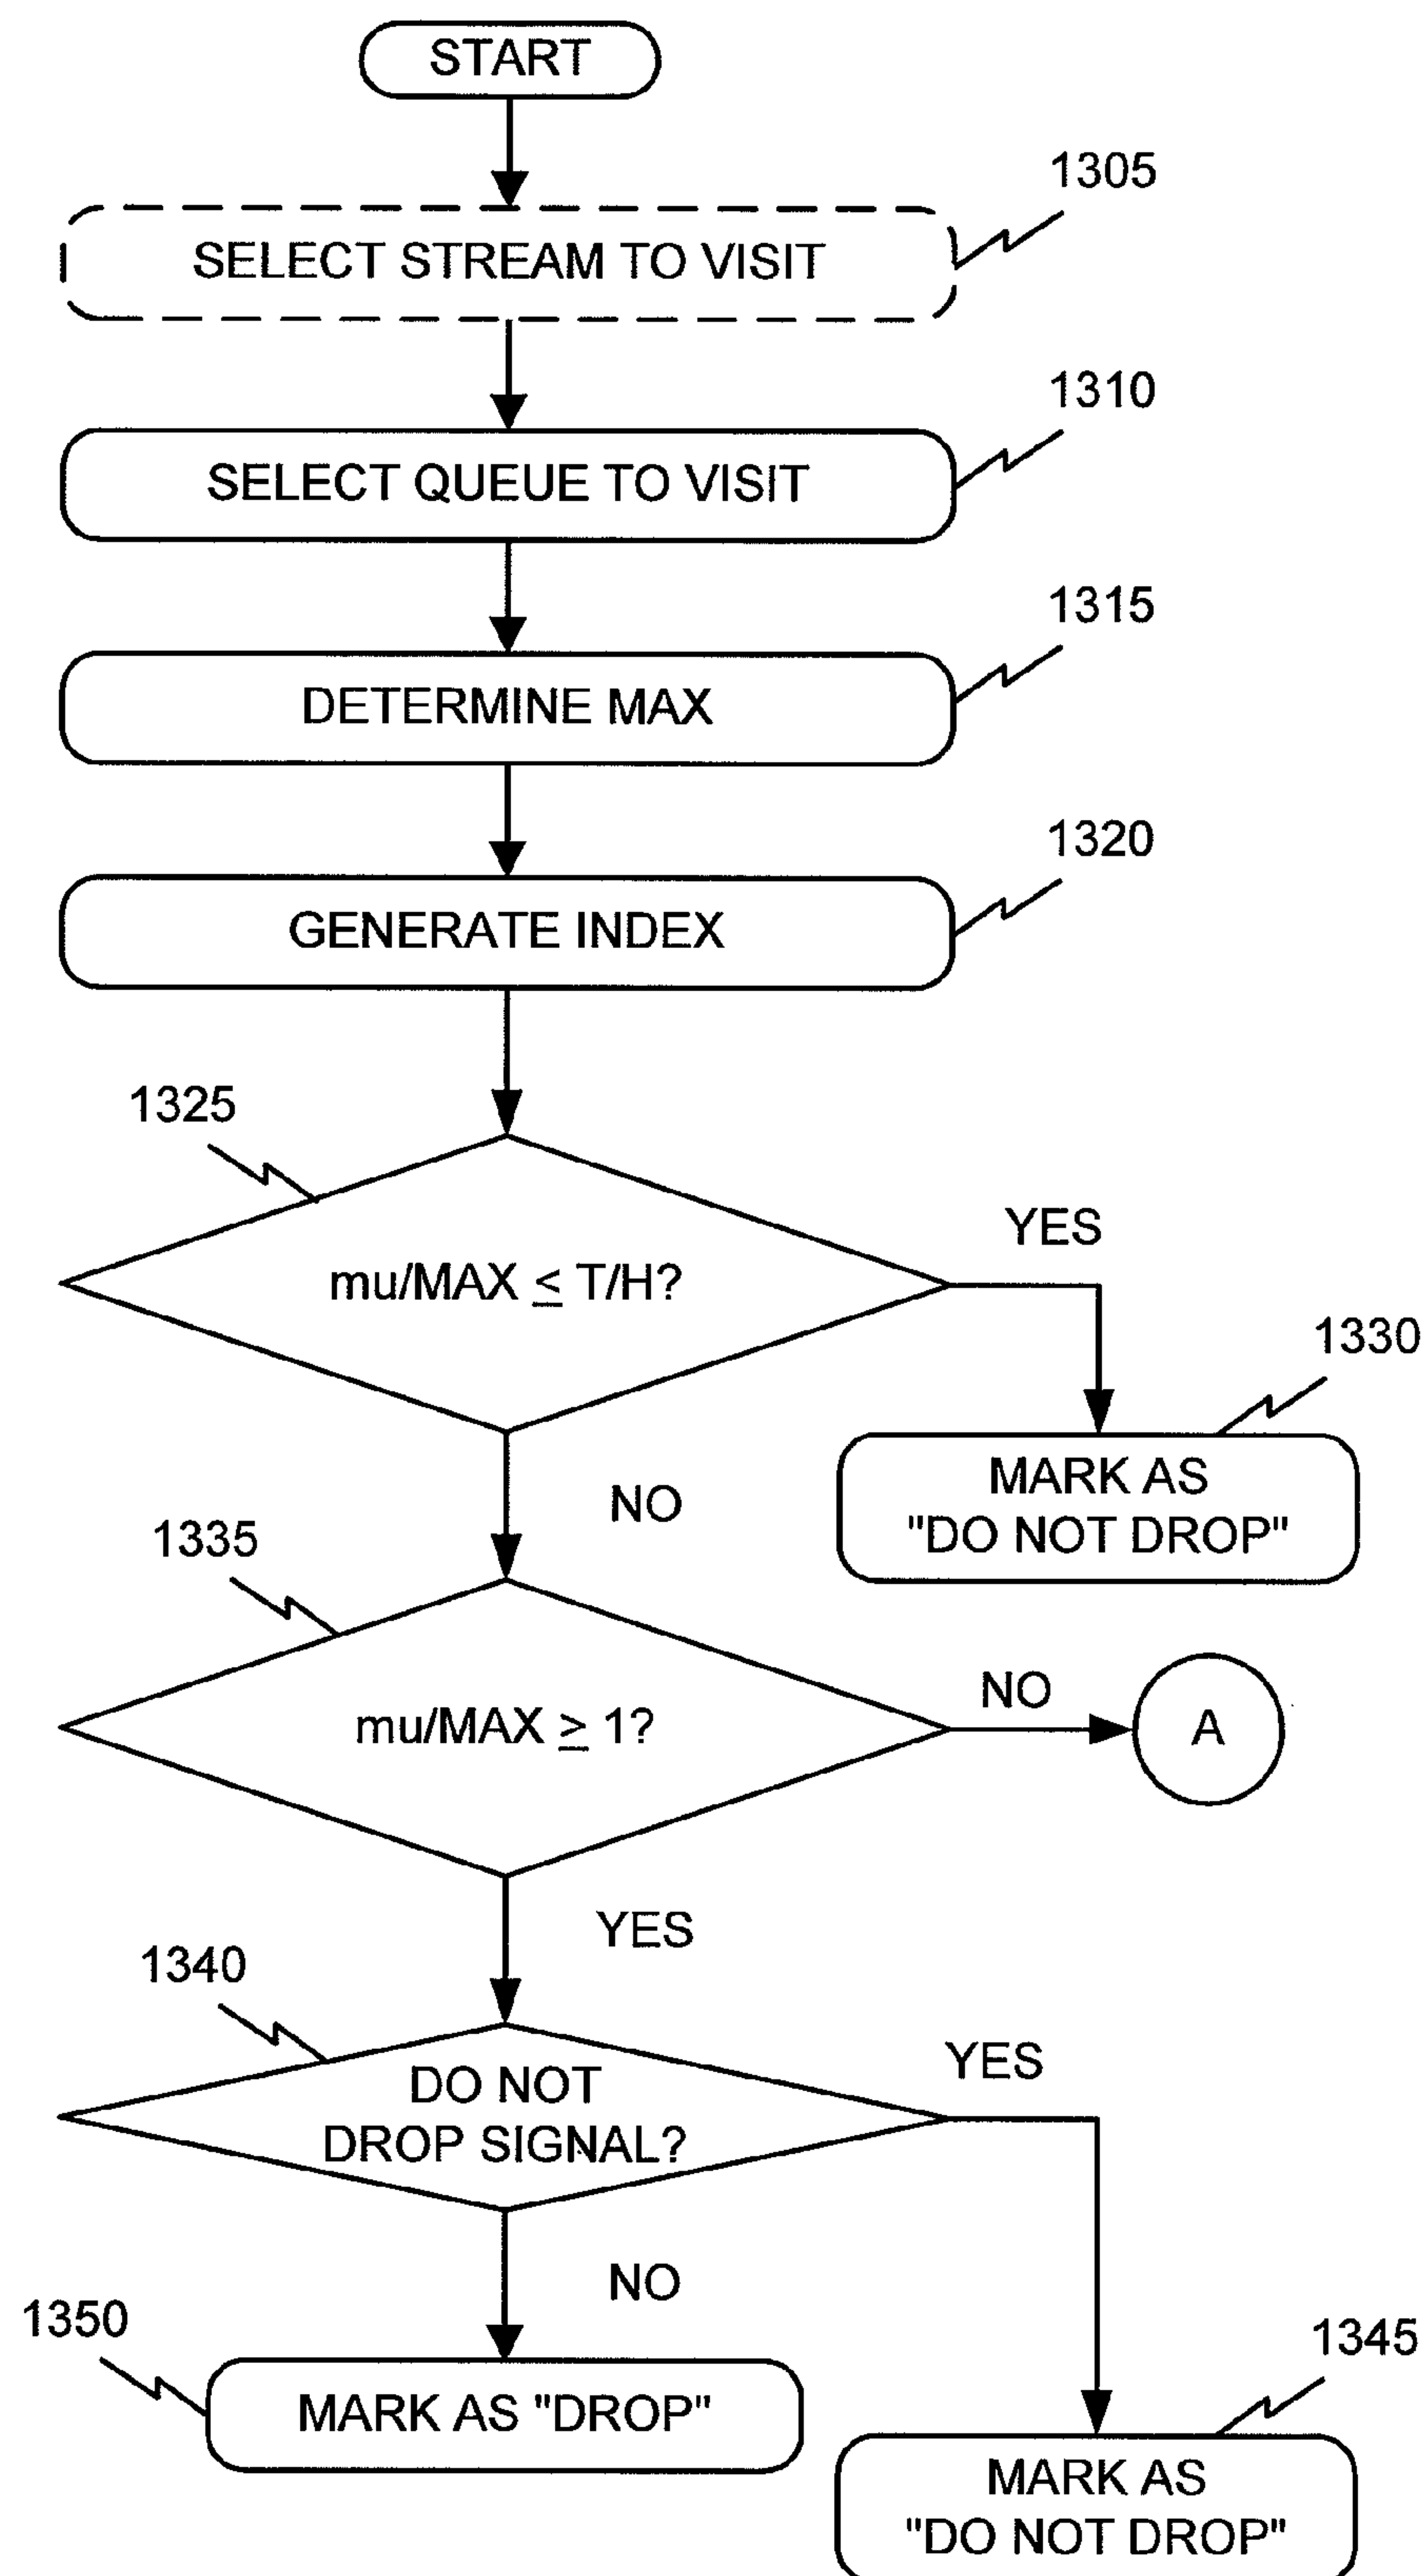 START
1305
SELECT STREAM TO VISIT
1310
SELECT QUEUE TO VISIT
1315
DETERMINE MAX
1320
GENERATE INDEX
1325
mu/MAX ≤ T/H?
YES
1330
MARK AS
"DO NOT DROP"
NO
1335
mu/MAX ≥ 1?
NO
A
YES
1340
DO NOT
DROP SIGNAL?
YES
NO
1350
MARK AS "DROP"
1345
MARK AS
"DO NOT DROP"